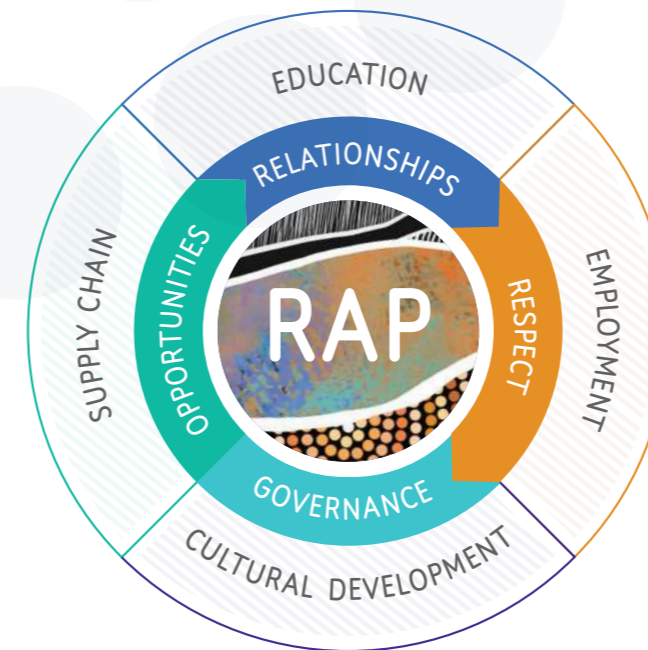 EDUCATION
RELATIONSHIPS
SUPPLY CHAIN
OPPORTUNITIES
RAP
RESPECT
EMPLOYMENT
GOVERNANCE
CULTURAL DEVELOPMENT